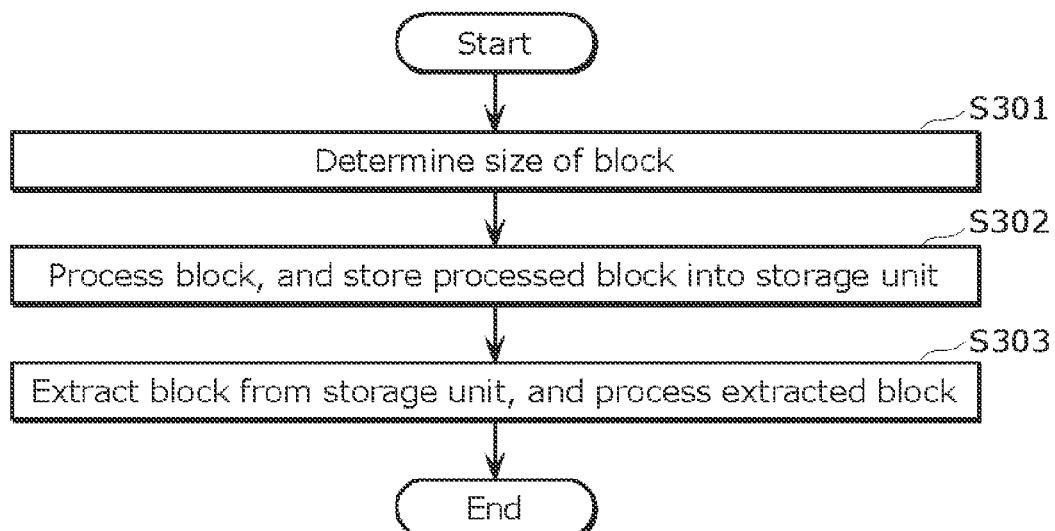 Start
S301
Determine size of block
S302
Process block, and store processed block into storage unit
S303
Extract block from storage unit, and process extracted block
End